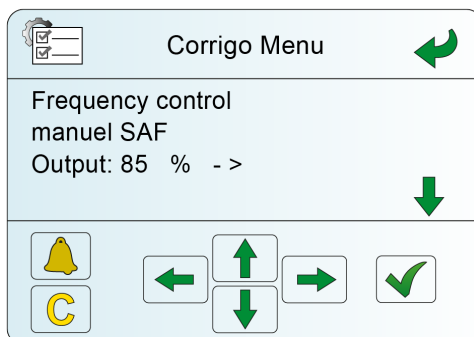 Corrigo Menu
Frequency control
manuel SAF
Output: 85 % - >
C